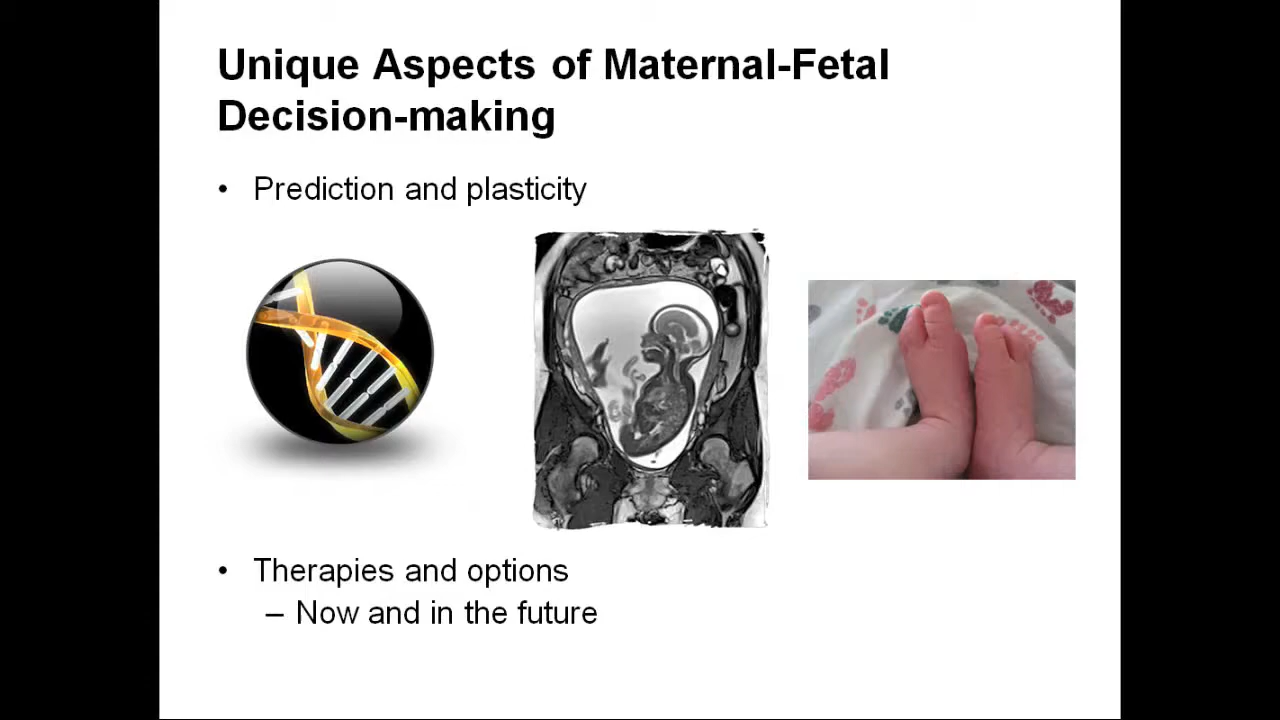 Unique Aspects of Maternal-Fetal
Decision-making
• Prediction and plasticity
• Therapies and options
– Now and in the future